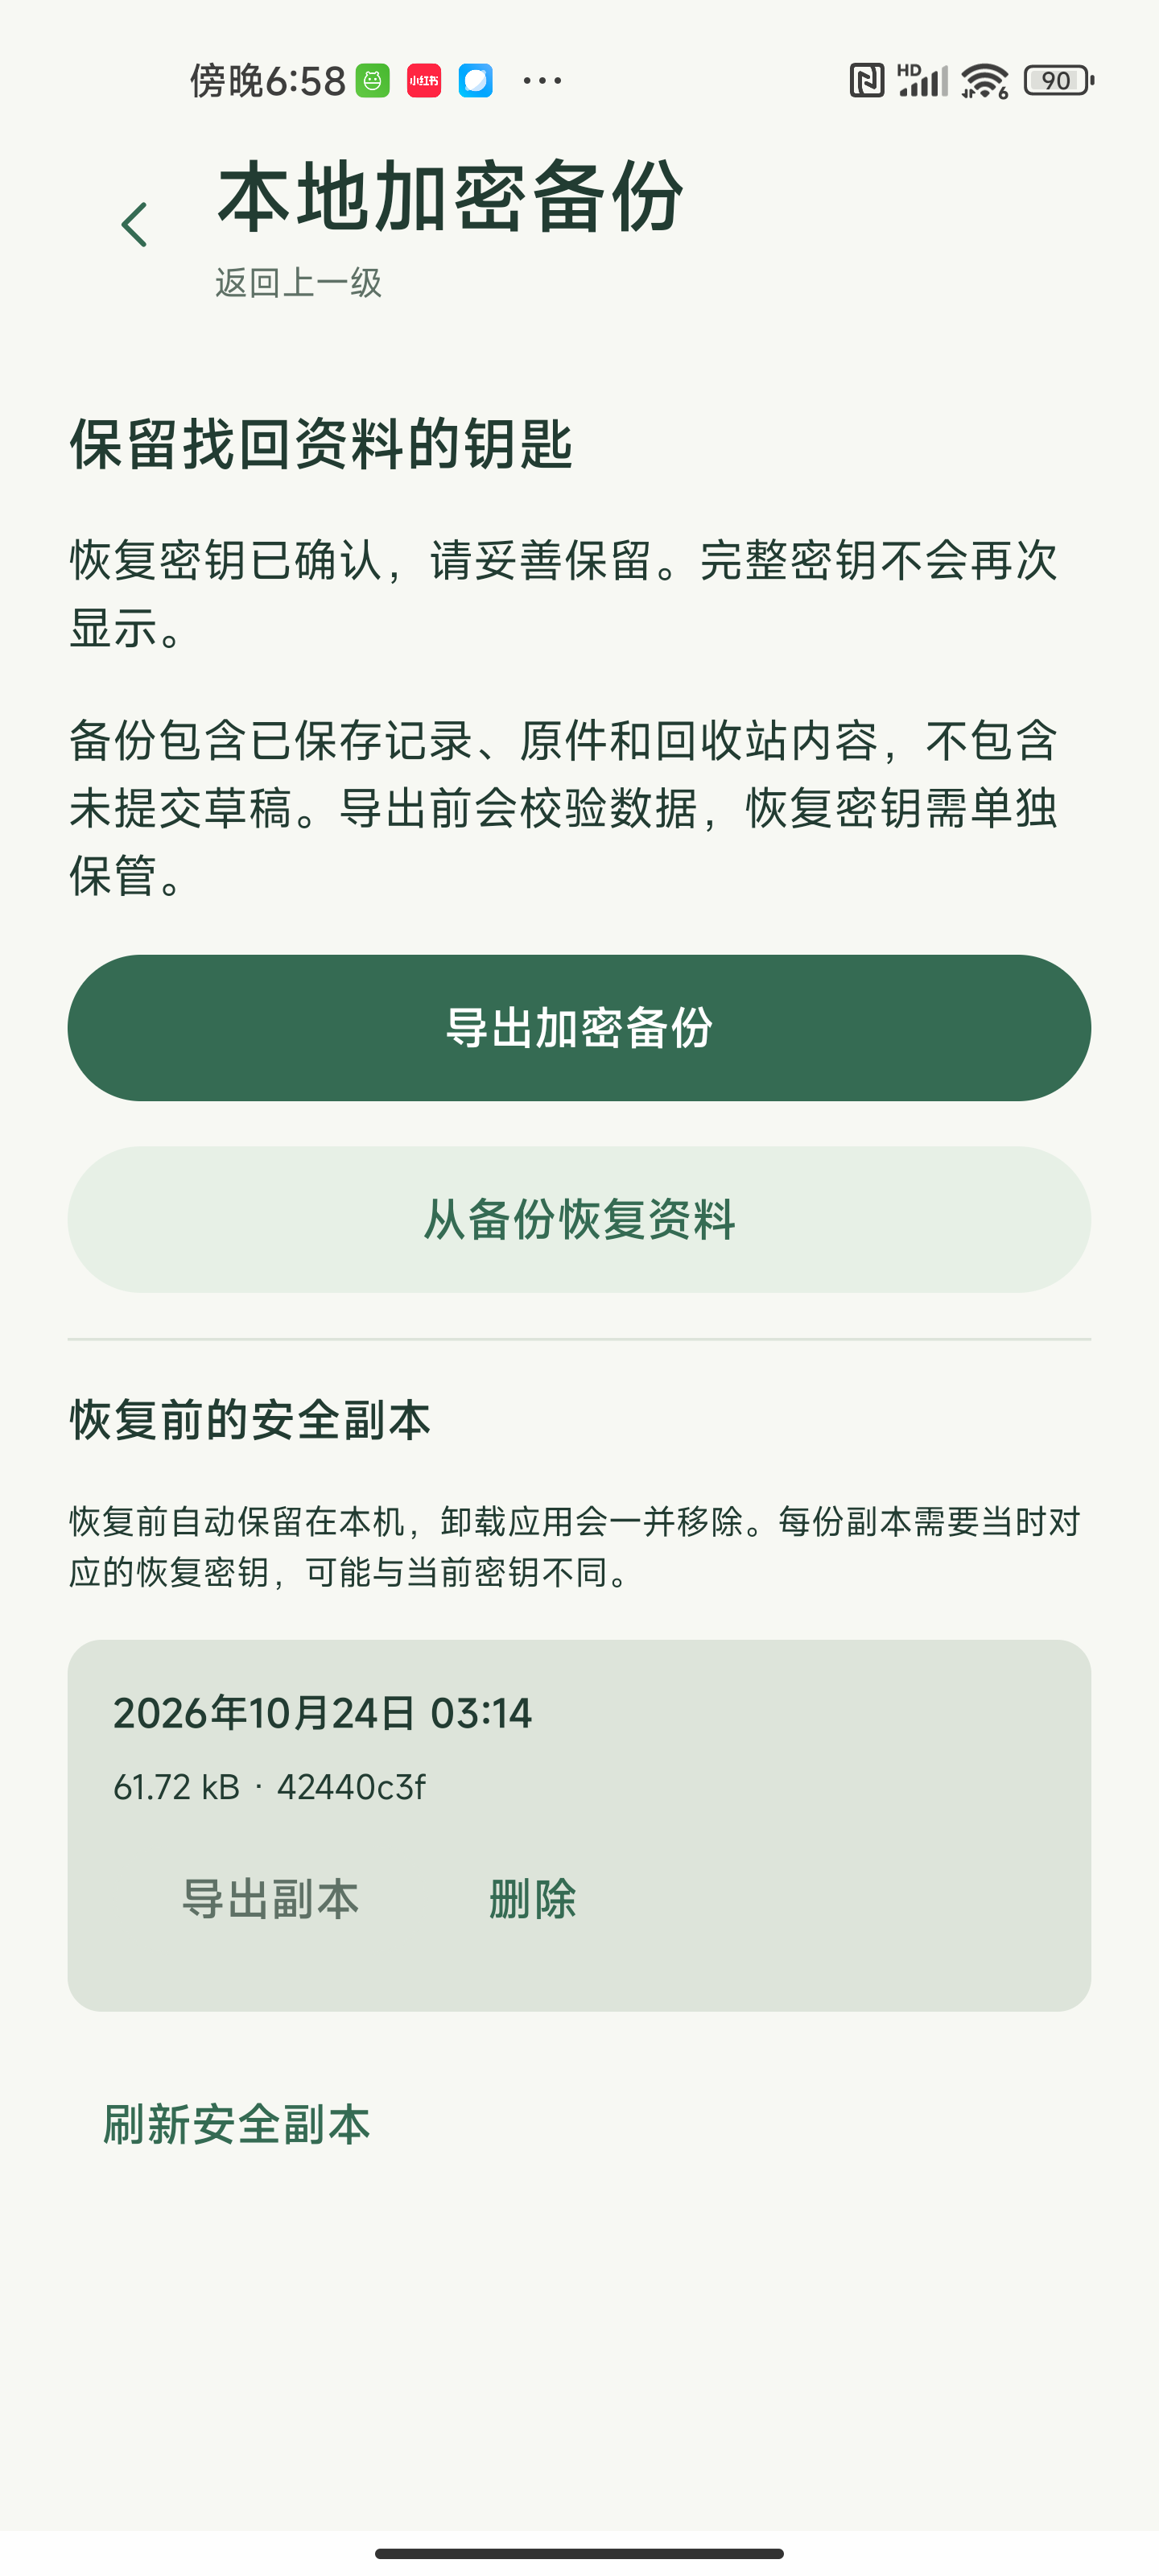 傍晚6:58 小红书 ··· HD 6 90
本地加密备份
返回上一级
保留找回资料的钥匙
恢复密钥已确认，请妥善保留。完整密钥不会再次
显示。
备份包含已保存记录、原件和回收站内容，不包含
未提交草稿。导出前会校验数据，恢复密钥需单独
保管。
导出加密备份
从备份恢复资料
恢复前的安全副本
恢复前自动保留在本机，卸载应用会一并移除。每份副本需要当时对
应的恢复密钥，可能与当前密钥不同。
2026年10月24日 03:14
61.72 kB · 42440c3f
导出副本 删除
刷新安全副本